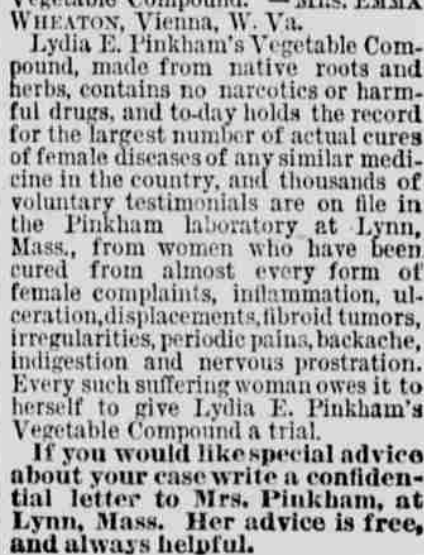 Vegetable Compound." — MRS. EMMA
WHEATON, Vienna, W. Va.
Lydia E. Pinkham's Vegetable Com-
pound, made from native roots and
herbs, contains no narcotics or harm-
ful drugs, and to-day holds the record
for the largest number of actual cures
of female diseases of any similar medi-
cine in the country, and thousands of
voluntary testimonials are on file in
the Pinkham laboratory at Lynn,
Mass., from women who have been
cured from almost every form of
female complaints, inflammation, ul-
ceration, displacements, fibroid tumors,
irregularities, periodic pains, backache,
indigestion and nervous prostration.
Every such suffering woman owes it to
herself to give Lydia E. Pinkham's
Vegetable Compound a trial.
If you would like special advice
about your case write a confiden-
tial letter to Mrs. Pinkham, at
Lynn, Mass. Her advice is free,
and always helpful.